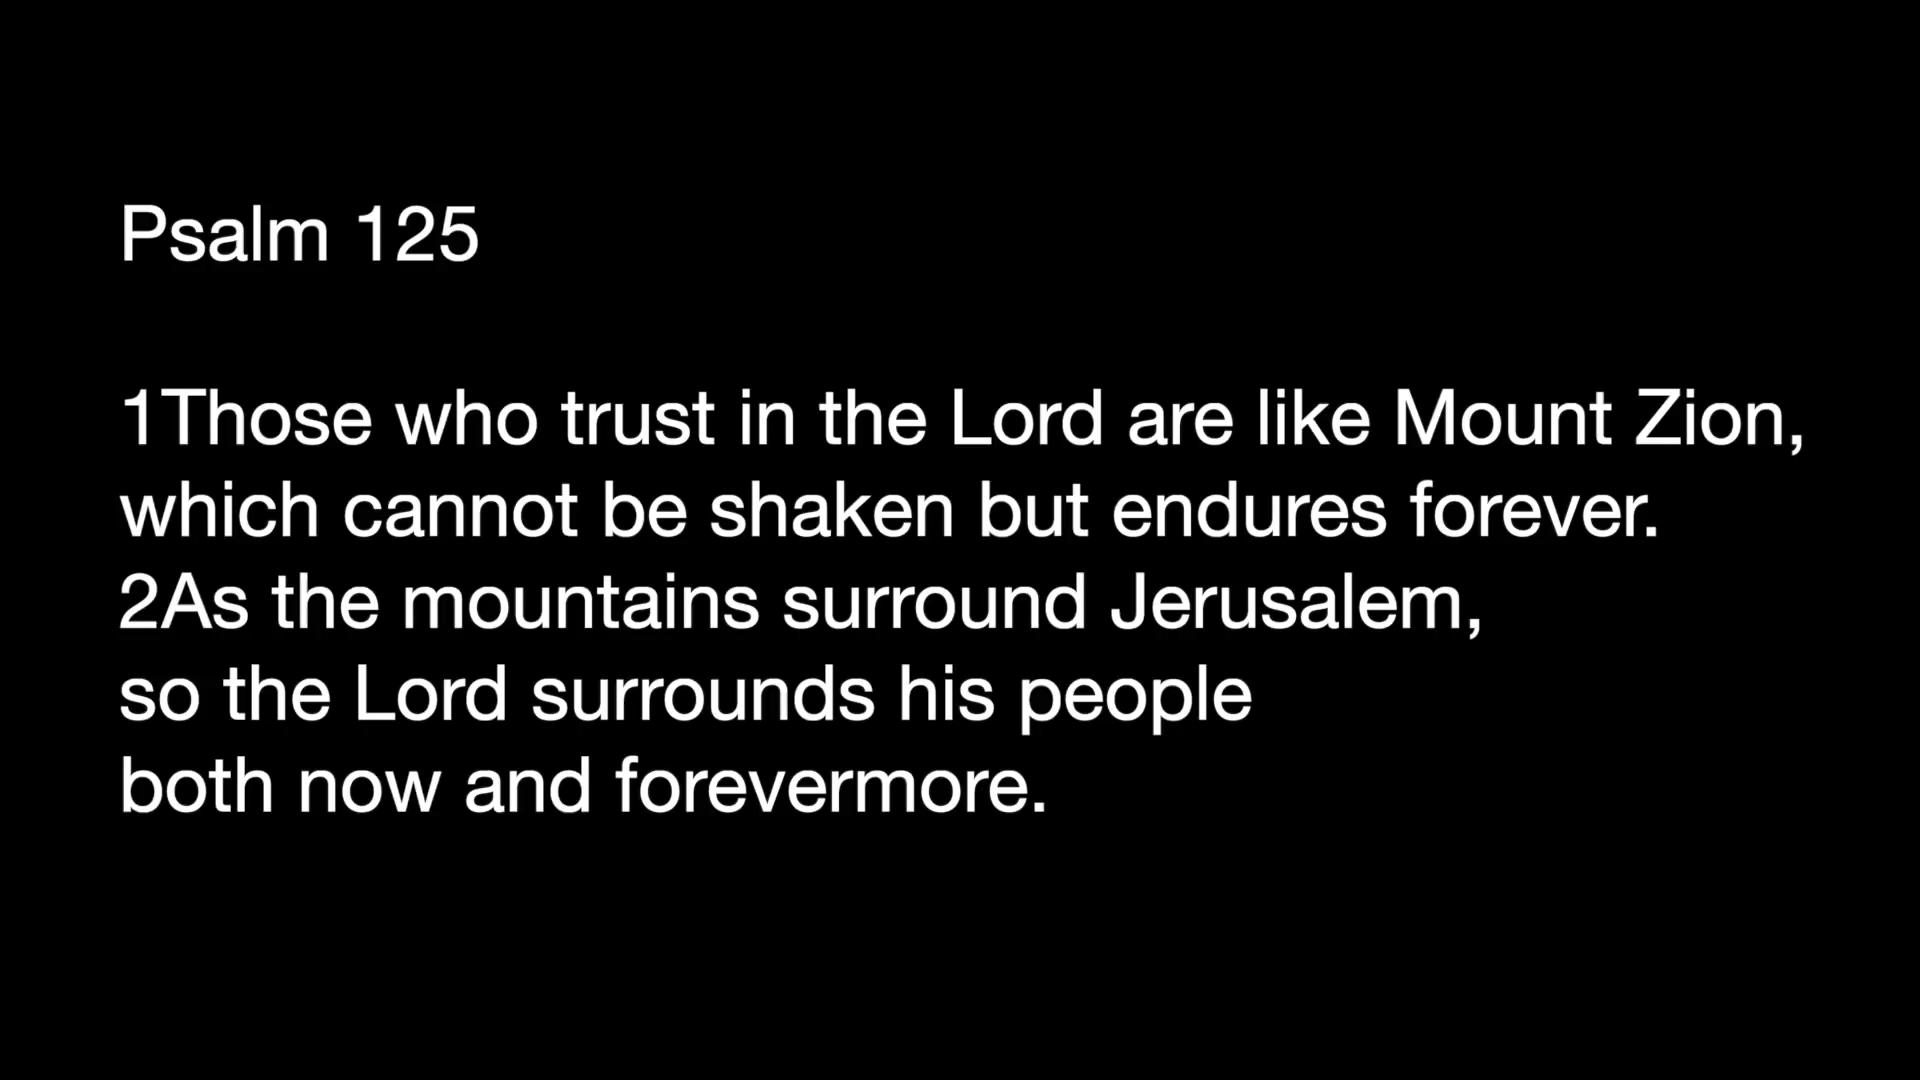 Psalm 125
1Those who trust in the Lord are like Mount Zion,
which cannot be shaken but endures forever.
2As the mountains surround Jerusalem,
so the Lord surrounds his people
both now and forevermore.